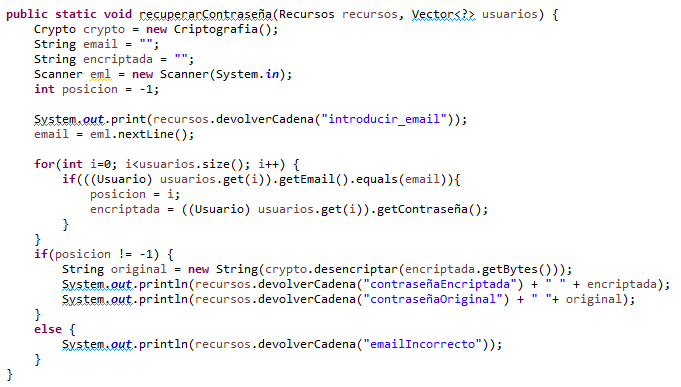 public static void recuperarContraseña(Recursos recursos, Vector<?> usuarios) {
    Crypto crypto = new Criptografia();
    String email = "";
    String encriptada = "";
    Scanner eml = new Scanner(System.in);
    int posicion = -1;

    System.out.print(recursos.devolverCadena("introducir_email"));
    email = eml.nextLine();

    for(int i=0; i<usuarios.size(); i++) {
        if(((Usuario) usuarios.get(i)).getEmail().equals(email)){
            posicion = i;
            encriptada = ((Usuario) usuarios.get(i)).getContraseña();
        }
    }
    if(posicion != -1) {
        String original = new String(crypto.desencriptar(encriptada.getBytes()));
        System.out.println(recursos.devolverCadena("contraseñaEncriptada") + " " + encriptada);
        System.out.println(recursos.devolverCadena("contraseñaOriginal") + " "+ original);
    }
    else {
        System.out.println(recursos.devolverCadena("emailIncorrecto"));
    }
}